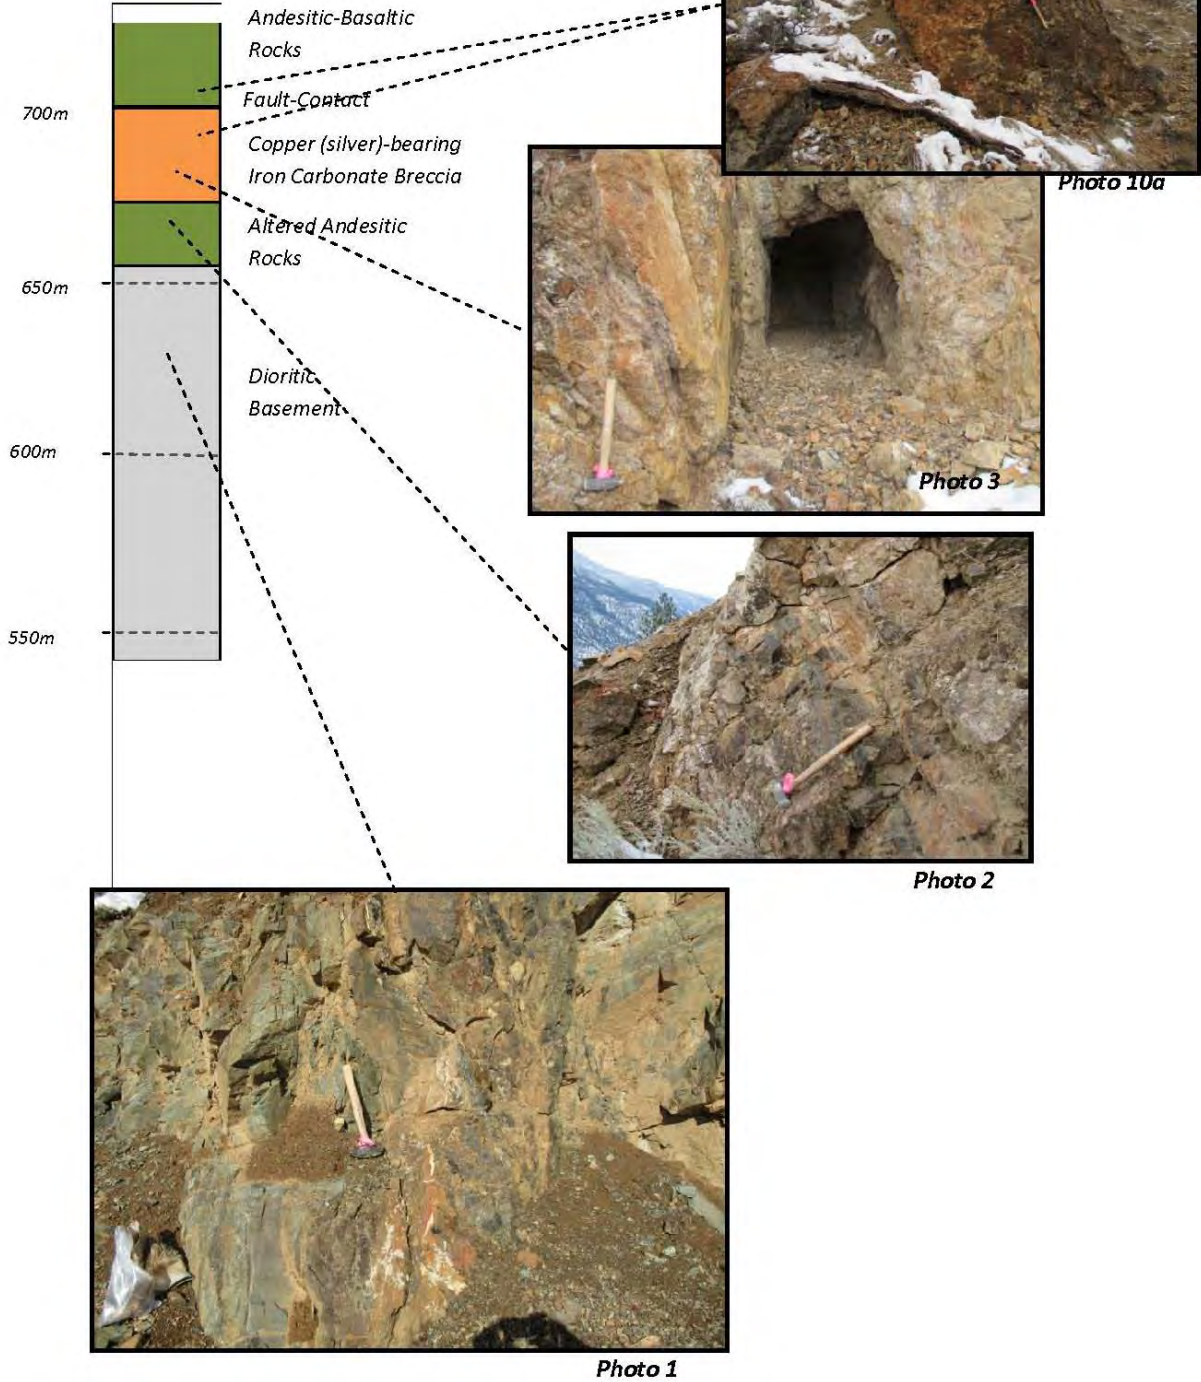 Andesitic-Basaltic
Rocks
Fault-Contact
700m
Copper (silver)-bearing
Iron Carbonate Breccia
Photo 10a
Altered Andesitic
Rocks
650m
Dioritic
Basement
600m
Photo 3
550m
Photo 2
Photo 1